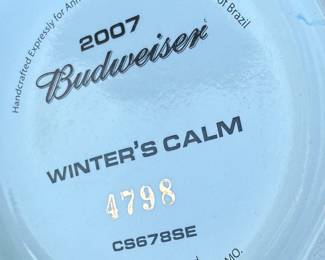 Handcrafted Expressly for
of Brazil
2007
Budweiser
WINTER'S CALM
4798
CS678SE
MO.